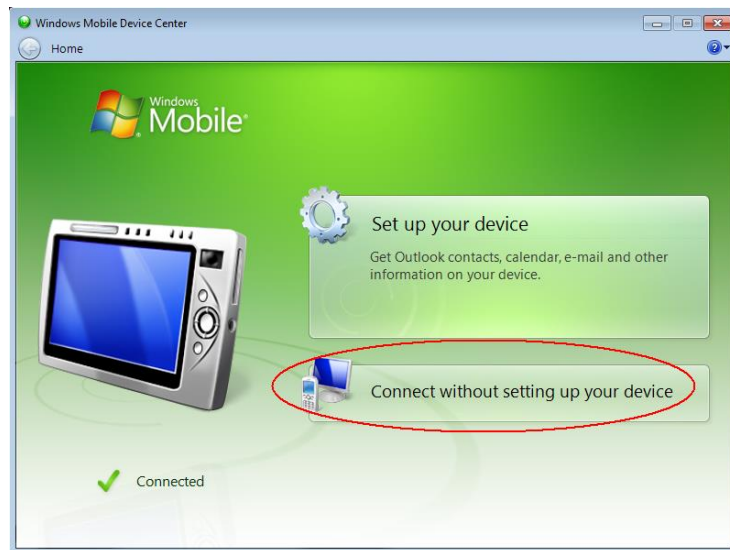 Windows Mobile Device Center
Home
Windows
Mobile
Set up your device
Get Outlook contacts, calendar, e-mail and other
information on your device.
Connect without setting up your device
Connected